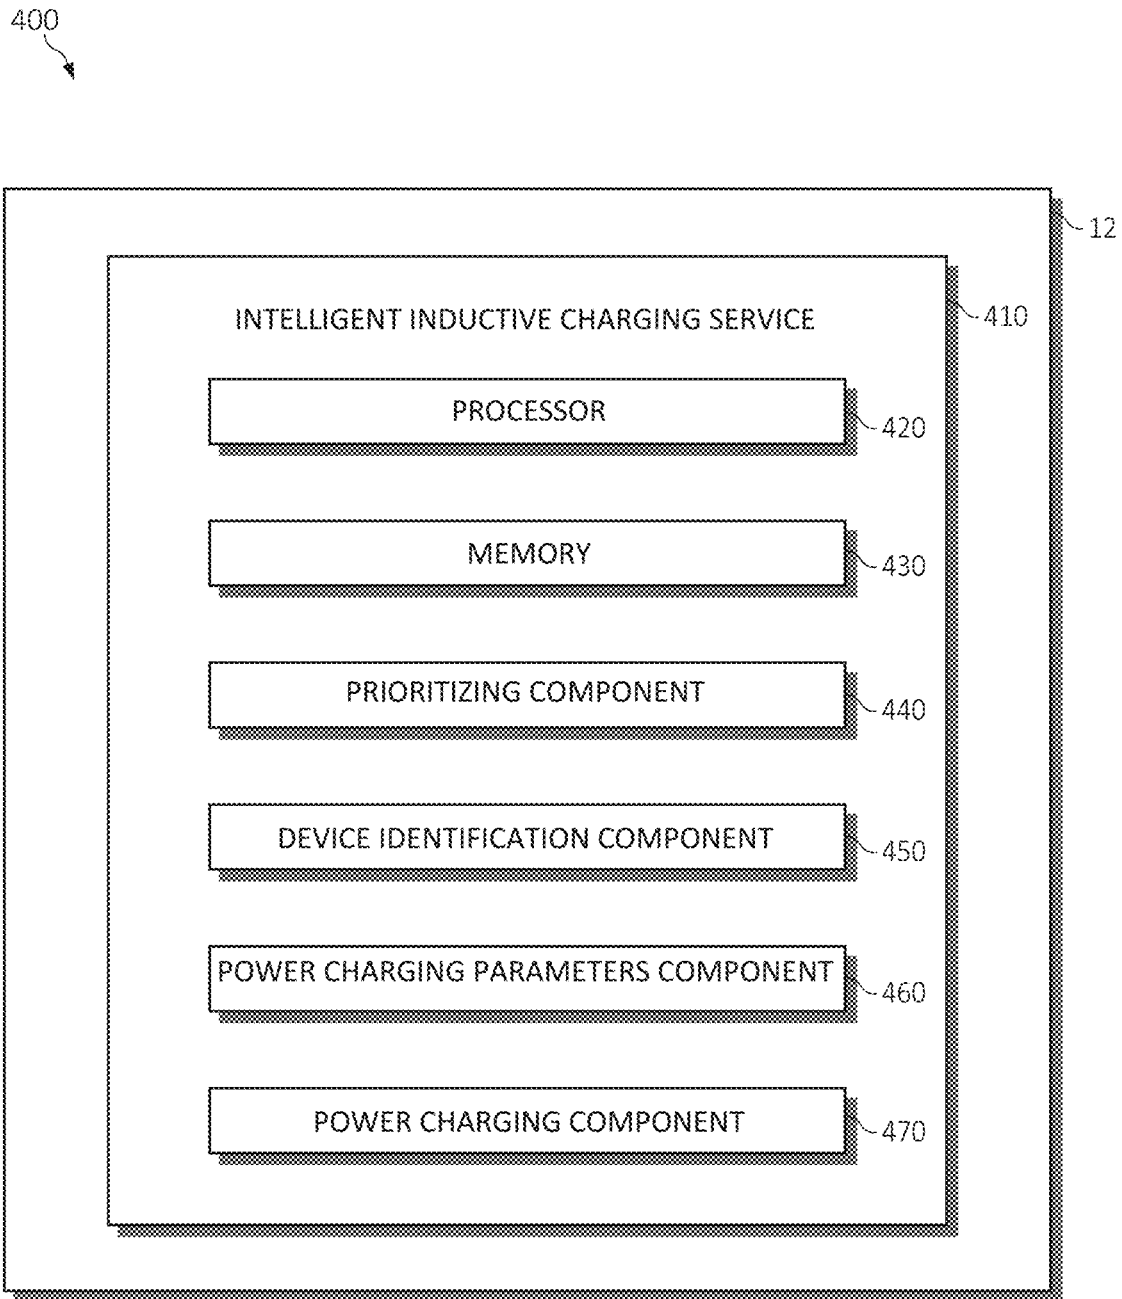 400
12
INTELLIGENT INDUCTIVE CHARGING SERVICE
410
PROCESSOR
420
MEMORY
430
PRIORITIZING COMPONENT
440
DEVICE IDENTIFICATION COMPONENT
450
POWER CHARGING PARAMETERS COMPONENT
460
POWER CHARGING COMPONENT
470